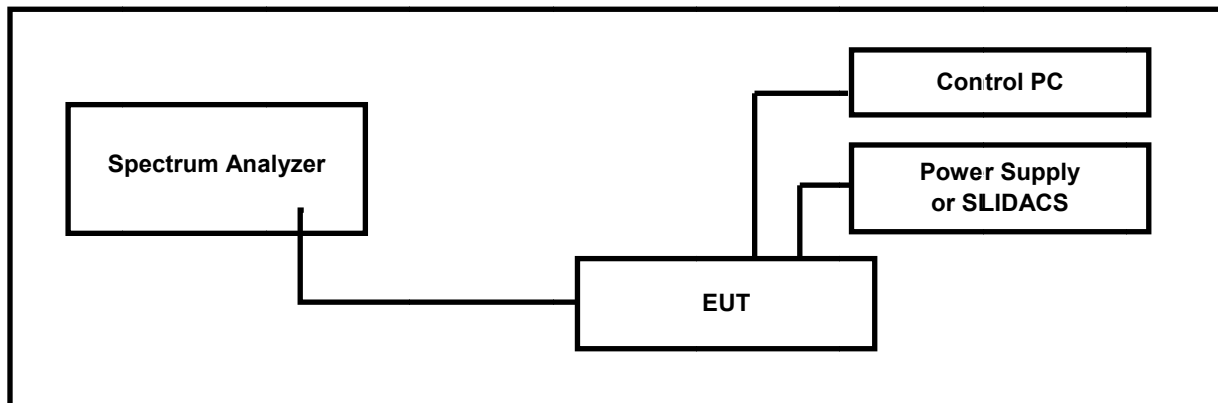 Control PC
Spectrum Analyzer
Power Supply
or SLIDACS
EUT